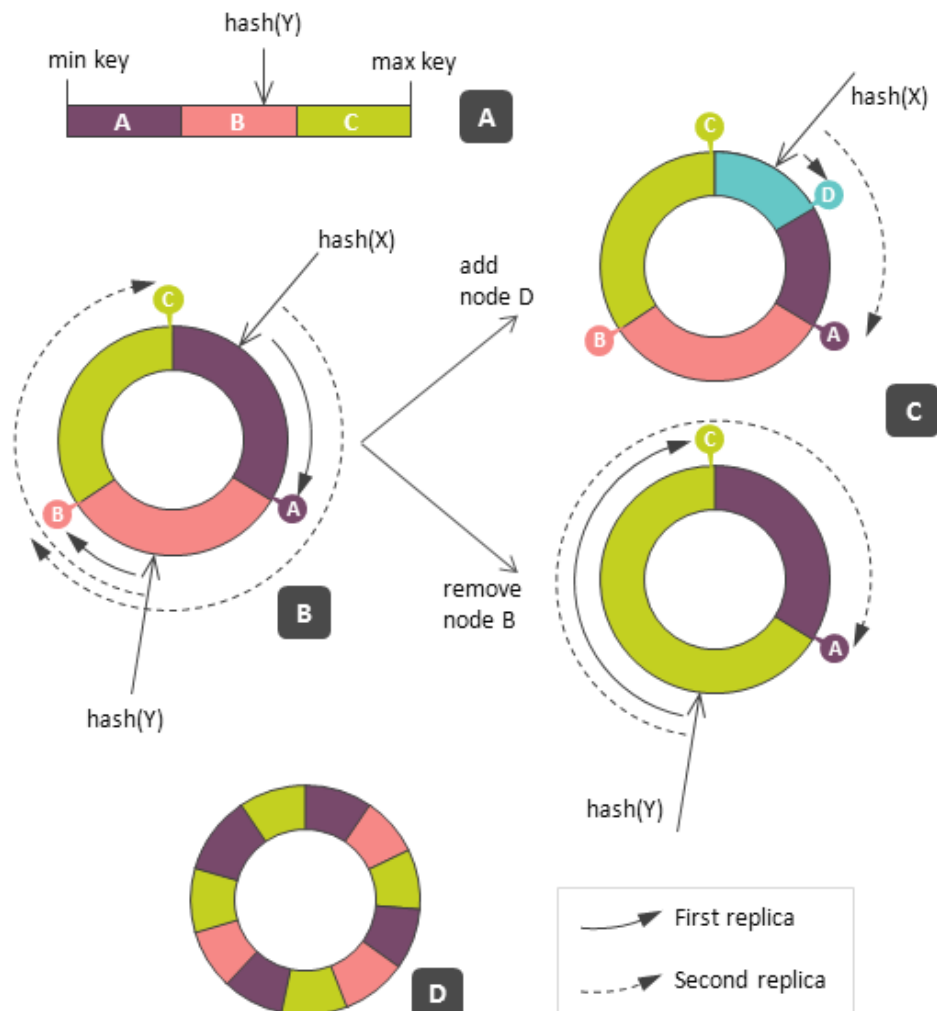 hash(Y)
min key
max key
A
B
C
A
hash(X)
C
D
A
B
add
node D
C
hash(X)
C
A
B
B
hash(Y)
remove
node B
C
A
hash(Y)
D
First replica
Second replica